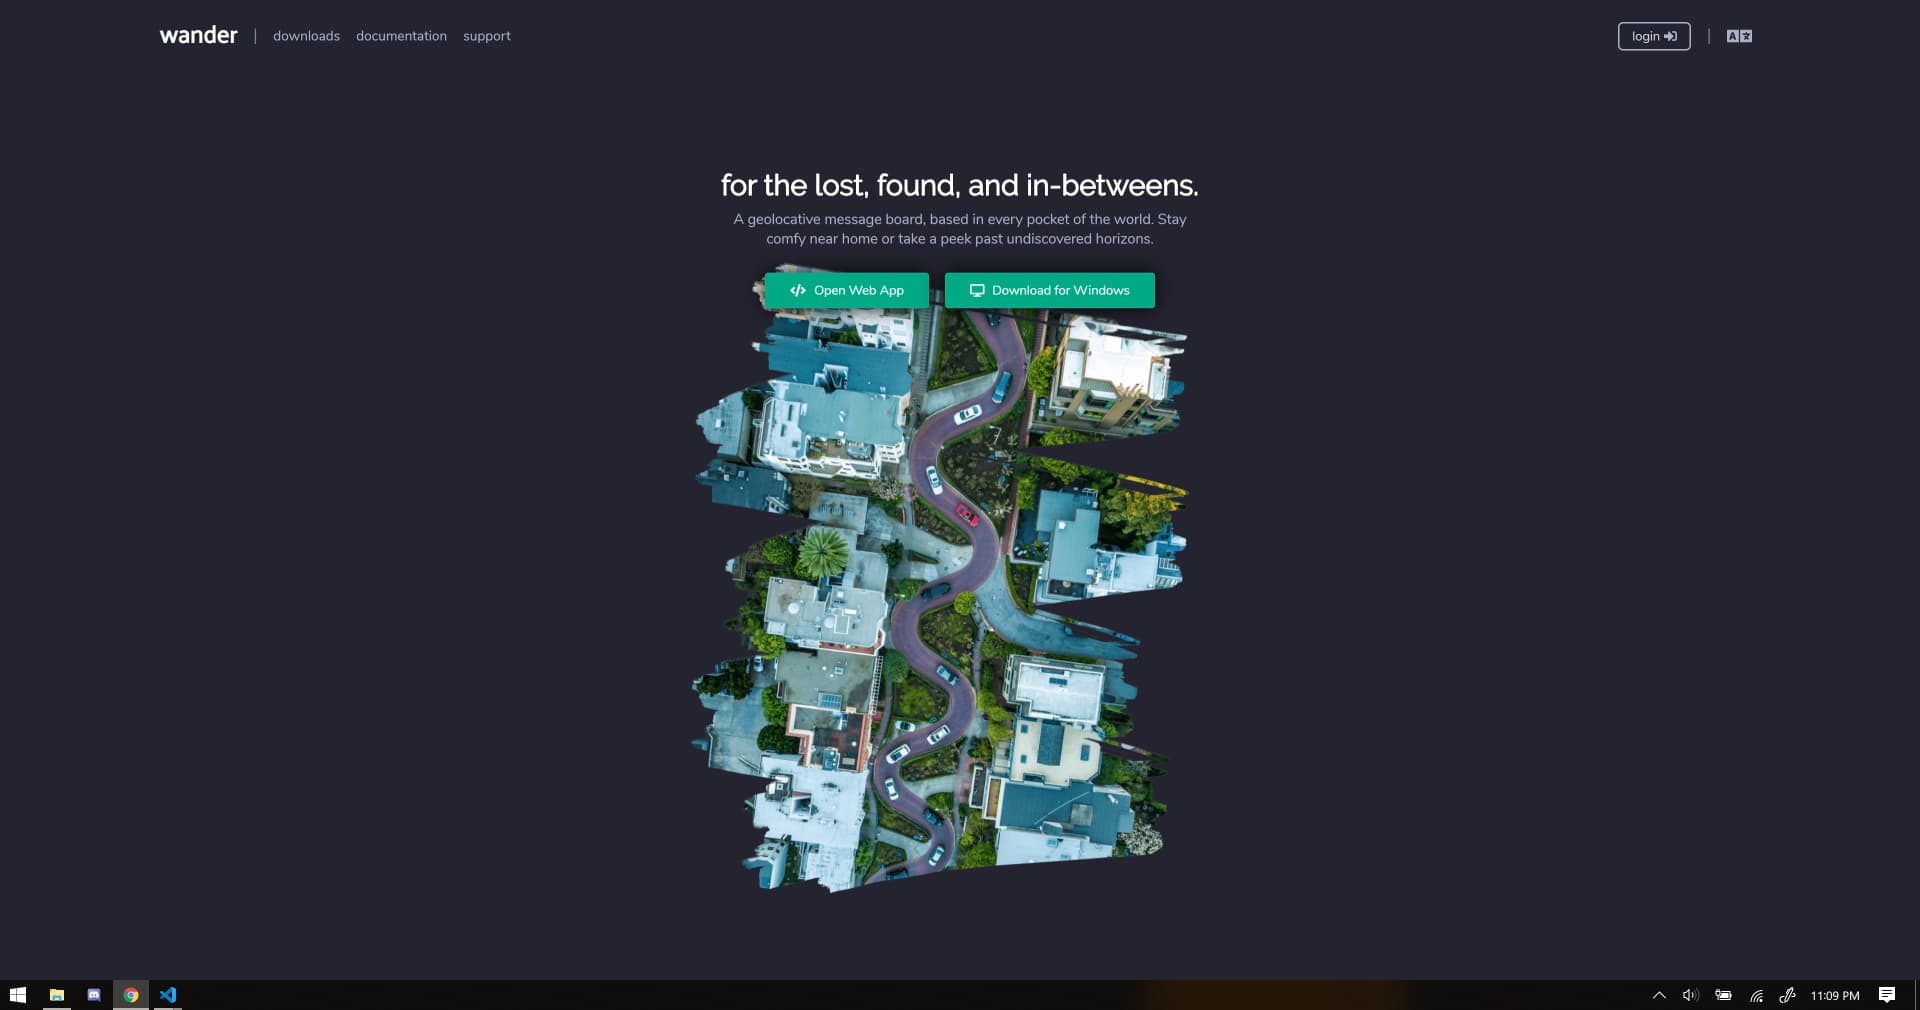 wander | downloads documentation support
login |
for the lost, found, and in-betweens.
A geolocative message board, based in every pocket of the world. Stay
comfy near home or take a peek past undiscovered horizons.
Open Web App
Download for Windows
11:09 PM